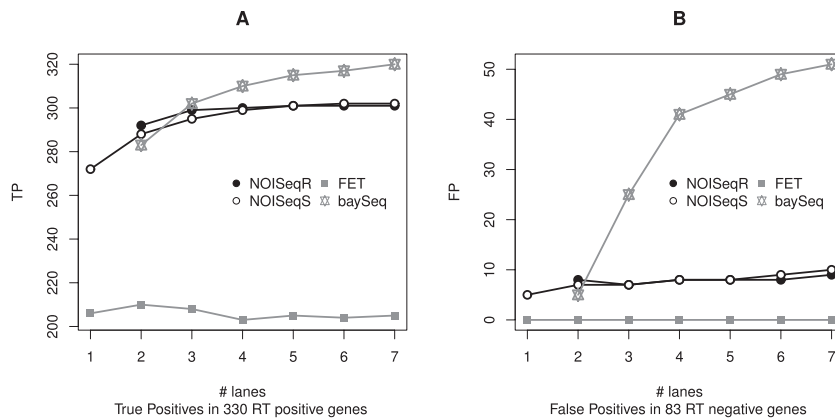 A
320
300
280
260
240
220
200
TP
NOISeqR
NOISeqS
FET
baySeq
1 2 3 4 5 6 7
# lanes
True Positives in 330 RT positive genes
B
50
40
30
20
10
0
FP
NOISeqR
NOISeqS
FET
baySeq
1 2 3 4 5 6 7
# lanes
False Positives in 83 RT negative genes